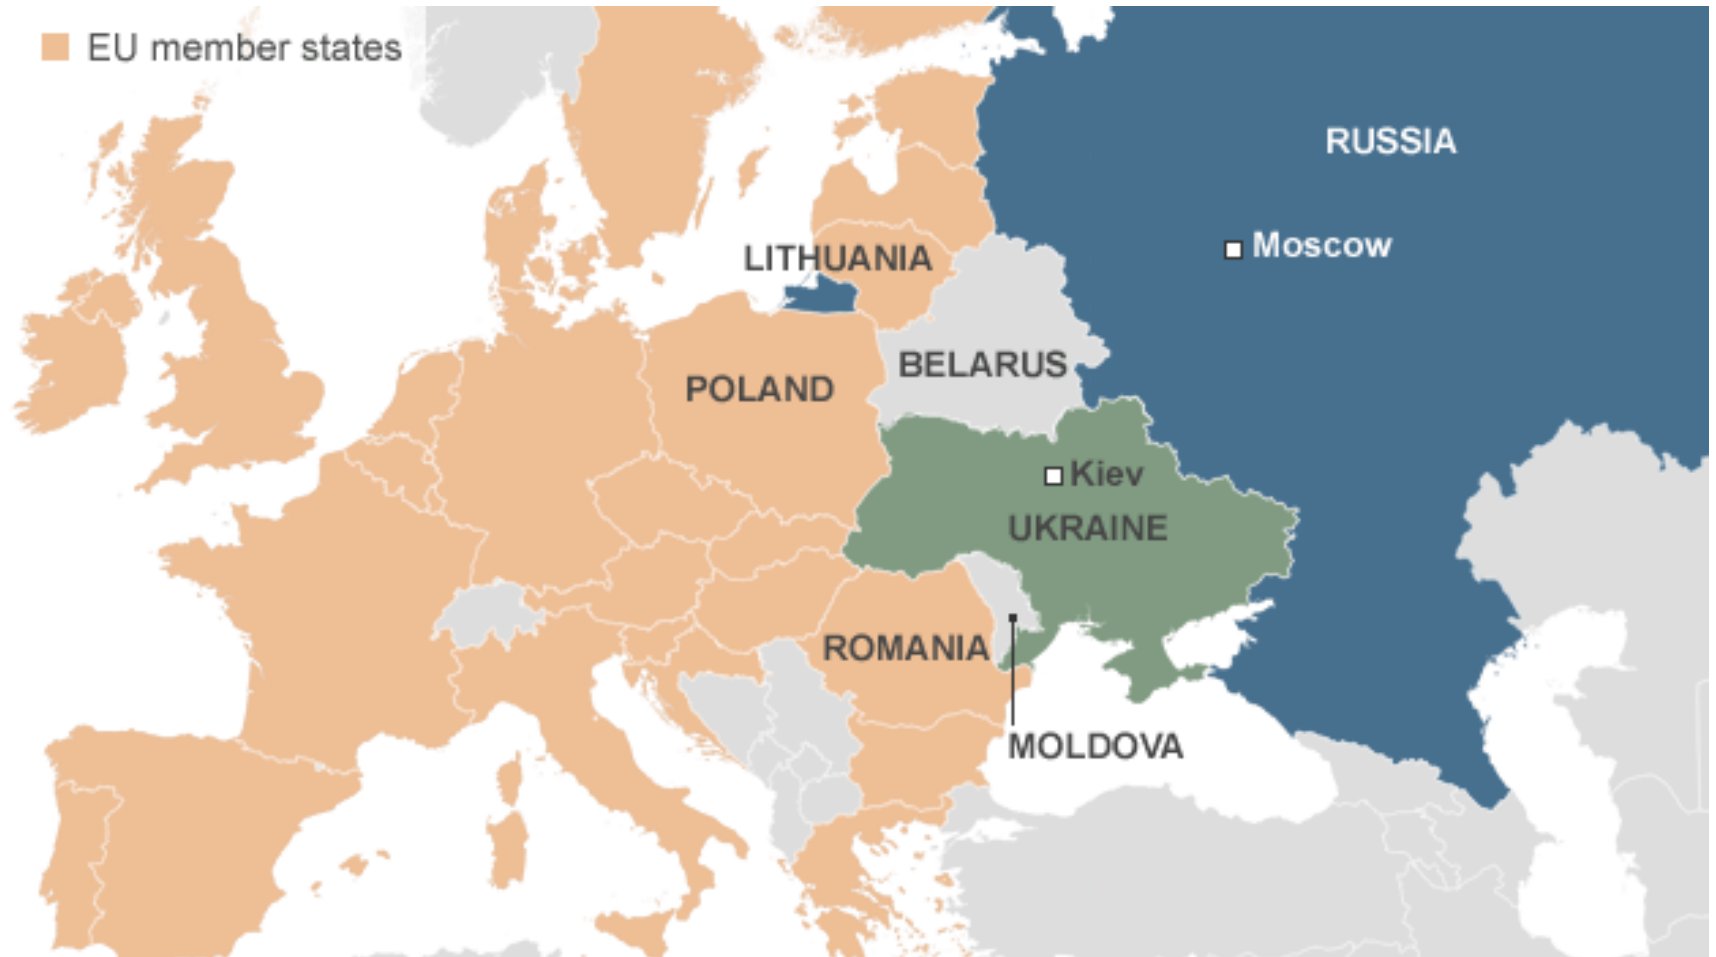 EU member states
RUSSIA
Moscow
LITHUANIA
BELARUS
POLAND
Kiev
UKRAINE
ROMANIA
MOLDOVA